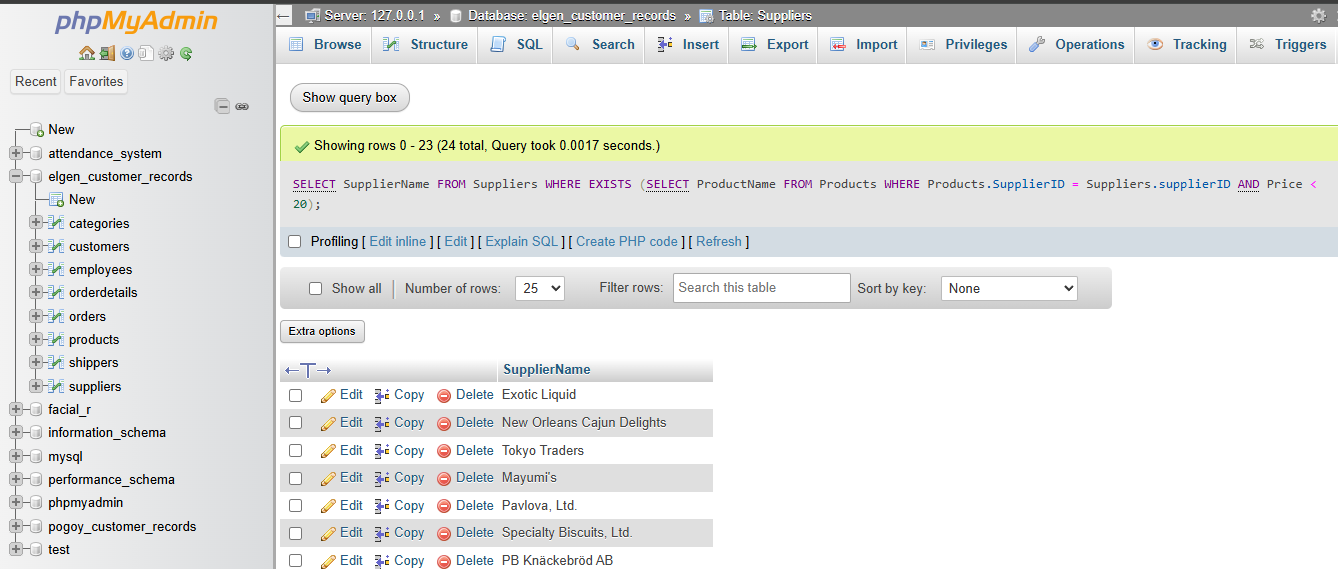 phpMyAdmin
Recent Favorites
New
attendance_system
elgen_customer_records
New
categories
customers
employees
orderdetails
orders
products
shippers
suppliers
facial_r
information_schema
mysql
performance_schema
phpmyadmin
pogoy_customer_records
test
Server: 127.0.0.1 » Database: elgen_customer_records » Table: Suppliers
Browse Structure SQL Search Insert Export Import Privileges Operations Tracking Triggers
Show query box
Showing rows 0 - 23 (24 total, Query took 0.0017 seconds.)
SELECT SupplierName FROM Suppliers WHERE EXISTS (SELECT ProductName FROM Products WHERE Products.SupplierID = Suppliers.supplierID AND Price <
20);
Profiling [ Edit inline ] [ Edit ] [ Explain SQL ] [ Create PHP code ] [ Refresh ]
Show all Number of rows: 25 Filter rows: Search this table Sort by key: None
Extra options
←T→ SupplierName
Edit Copy Delete Exotic Liquid
Edit Copy Delete New Orleans Cajun Delights
Edit Copy Delete Tokyo Traders
Edit Copy Delete Mayumi's
Edit Copy Delete Pavlova, Ltd.
Edit Copy Delete Specialty Biscuits, Ltd.
Edit Copy Delete PB Knäckebröd AB